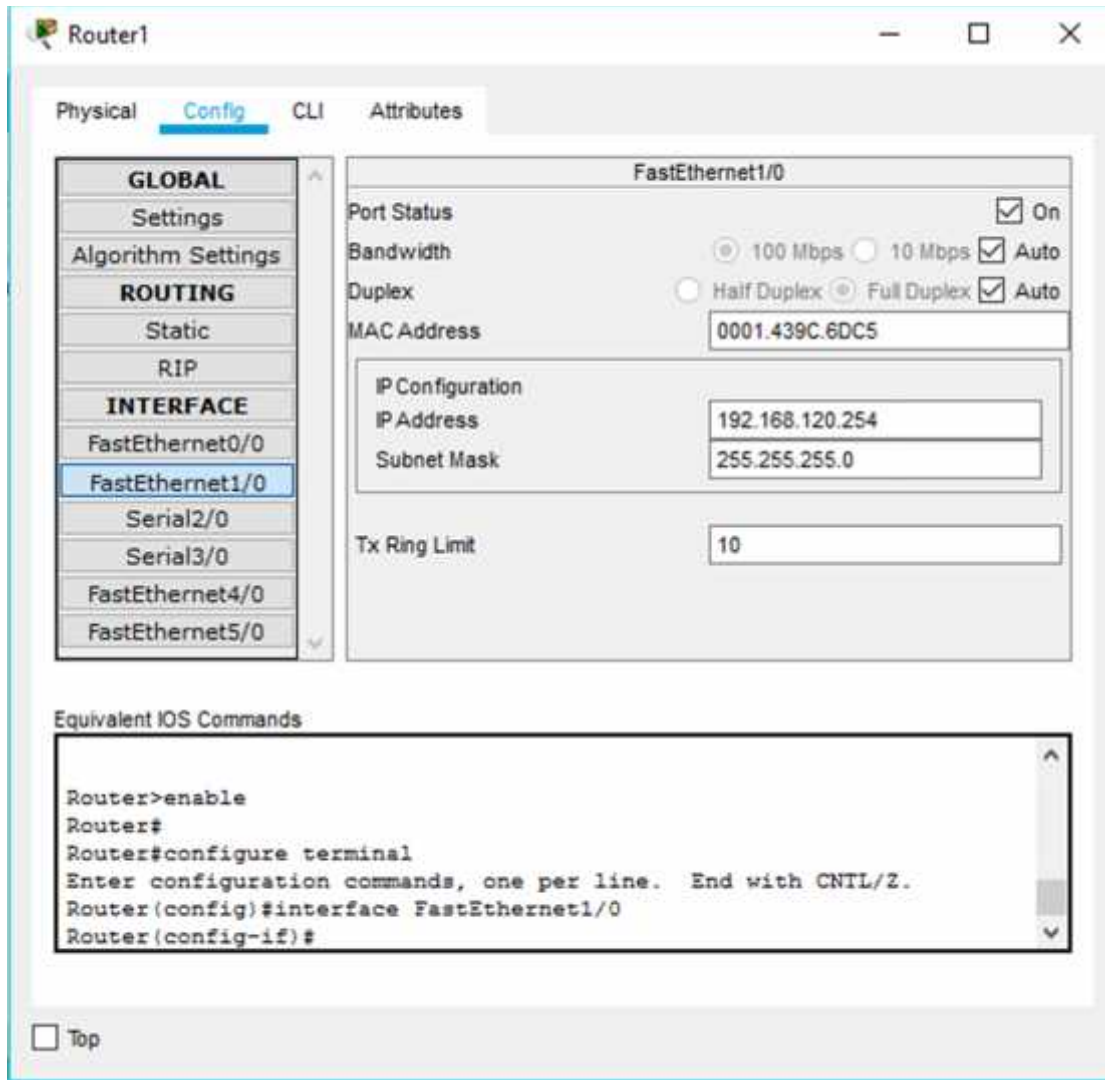 Router1
Physical Config CLI Attributes
GLOBAL
Settings
Algorithm Settings
ROUTING
Static
RIP
INTERFACE
FastEthernet0/0
FastEthernet1/0
Serial2/0
Serial3/0
FastEthernet4/0
FastEthernet5/0
FastEthernet1/0
Port Status On
Bandwidth 100 Mbps 10 Mbps Auto
Duplex Half Duplex Full Duplex Auto
MAC Address 0001.439C.6DC5
IP Configuration
IP Address 192.168.120.254
Subnet Mask 255.255.255.0
Tx Ring Limit 10
Equivalent IOS Commands
Router>enable
Router#
Router#configure terminal
Enter configuration commands, one per line. End with CNTL/Z.
Router(config)#interface FastEthernet1/0
Router(config-if)#
Top